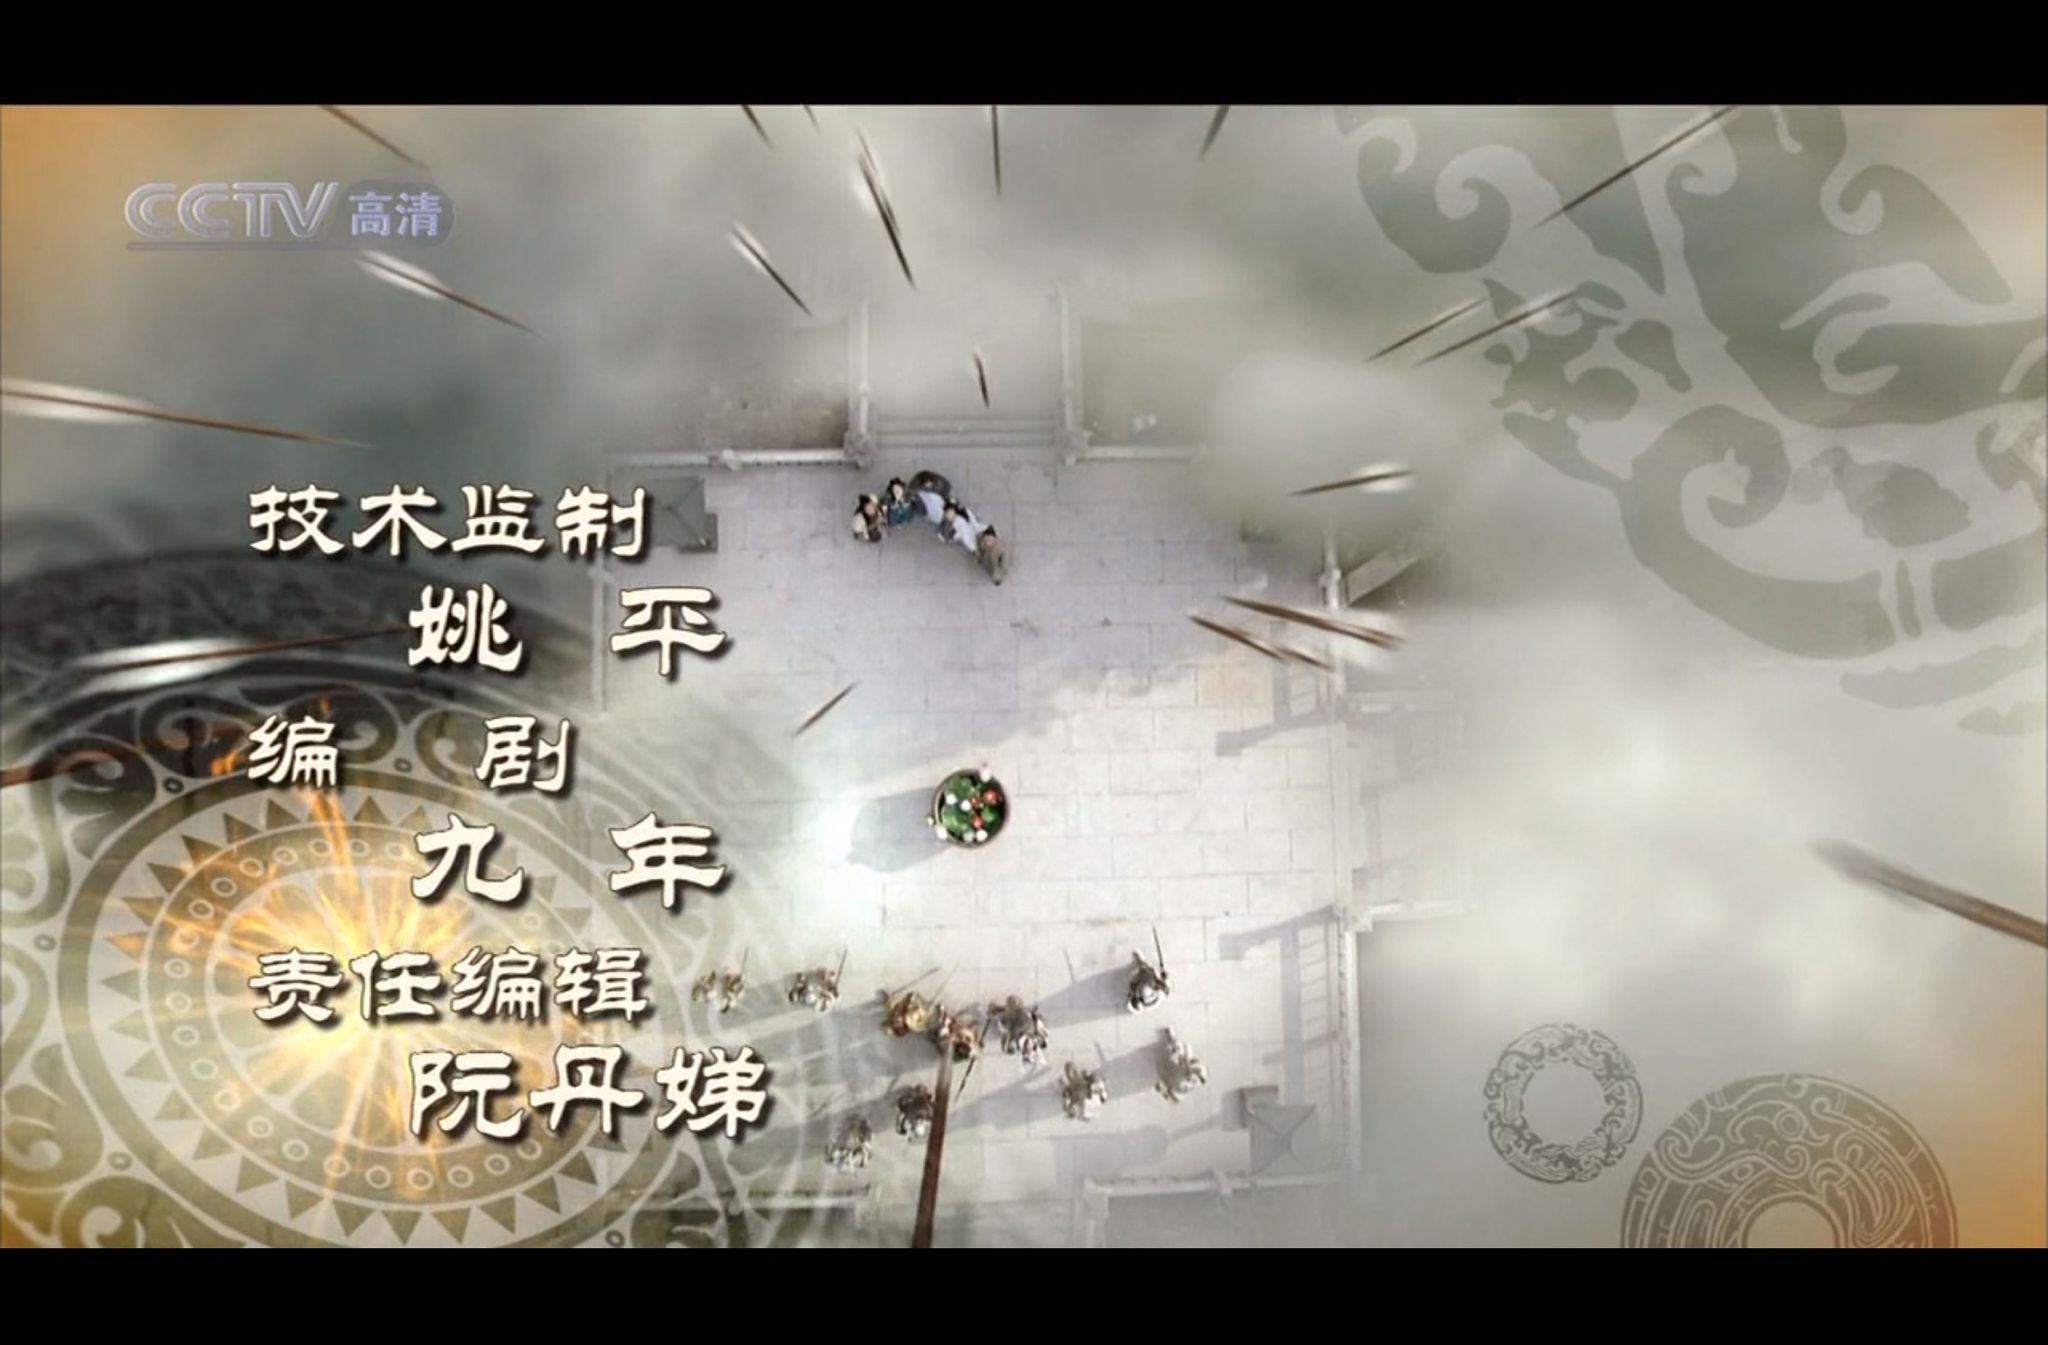 CCTV高清
技术监制
姚 平
编 剧
九 年
责任编辑
阮丹娣